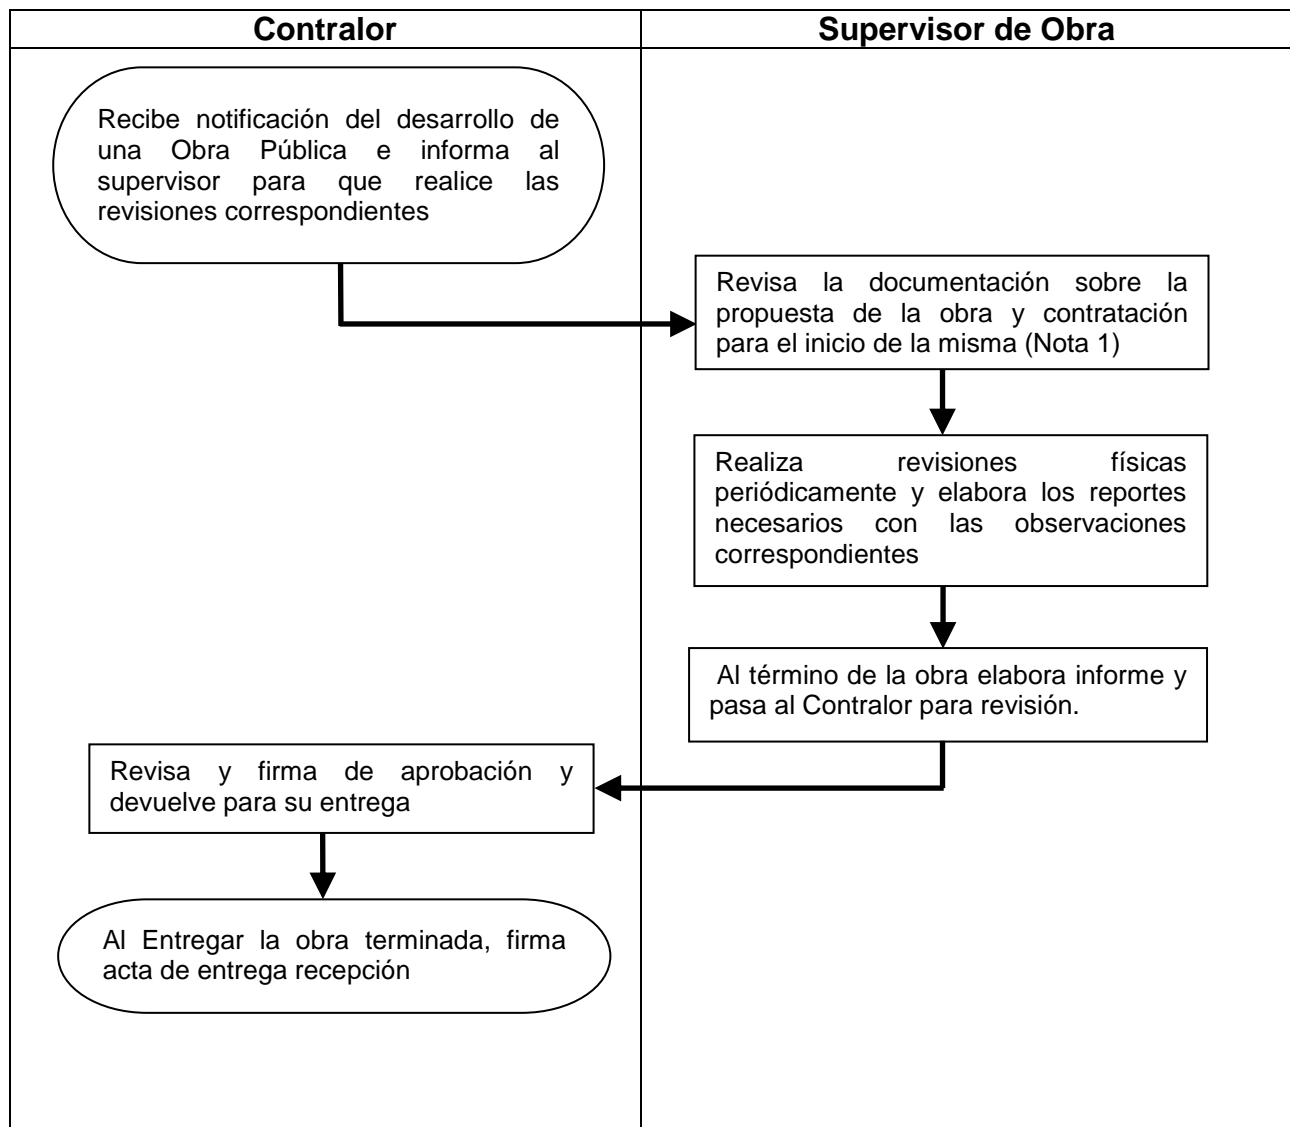 Contralor
Supervisor de Obra
Recibe notificación del desarrollo de
una Obra Pública e informa al
supervisor para que realice las
revisiones correspondientes
Revisa la documentación sobre la
propuesta de la obra y contratación
para el inicio de la misma (Nota 1)
Realiza revisiones físicas
periódicamente y elabora los reportes
necesarios con las observaciones
correspondientes
Al término de la obra elabora informe y
pasa al Contralor para revisión.
Revisa y firma de aprobación y
devuelve para su entrega
Al Entregar la obra terminada, firma
acta de entrega recepción